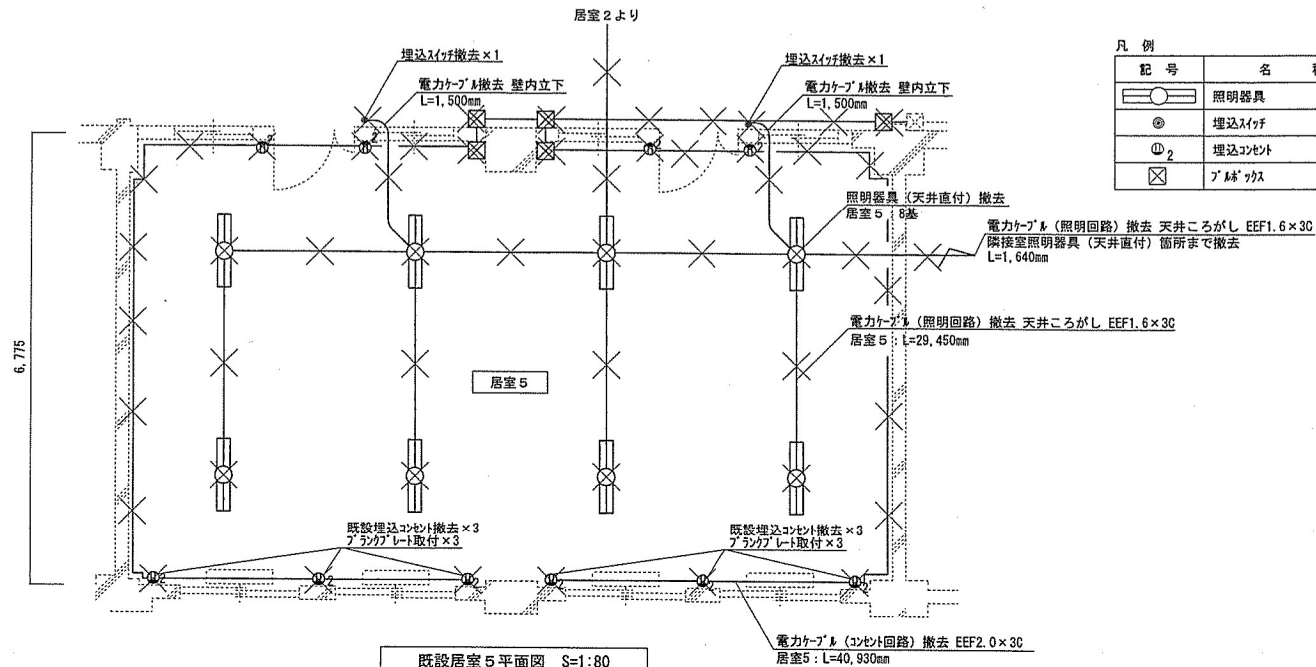 居室２より
埋込スイッチ撤去×1
電力ケーブル撤去 壁内立下
L=1,500mm
埋込スイッチ撤去×1
電力ケーブル撤去 壁内立下
L=1,500mm
凡 例
記 号
名
照明器具
埋込スイッチ
2
埋込コンセント
プルボックス
2
2
2
2
照明器具（天井直付）撤去
居室５ 8基
電力ケーブル（照明回路）撤去 天井ころがし EEF1.6×3C
隣接室照明器具（天井直付）箇所まで撤去
L=1,640mm
電力ケーブル（照明回路）撤去 天井ころがし EEF1.6×3C
居室５：L=29,450mm
6,775
居室５
既設埋込コンセント撤去×3
ブランクプレート取付×3
既設埋込コンセント撤去×3
ブランクプレート取付×3
2
2
2
2
2
2
電力ケーブル（コンセント回路）撤去 EEF2.0×3C
居室5：L=40,930mm
既設居室５平面図 S=1:80